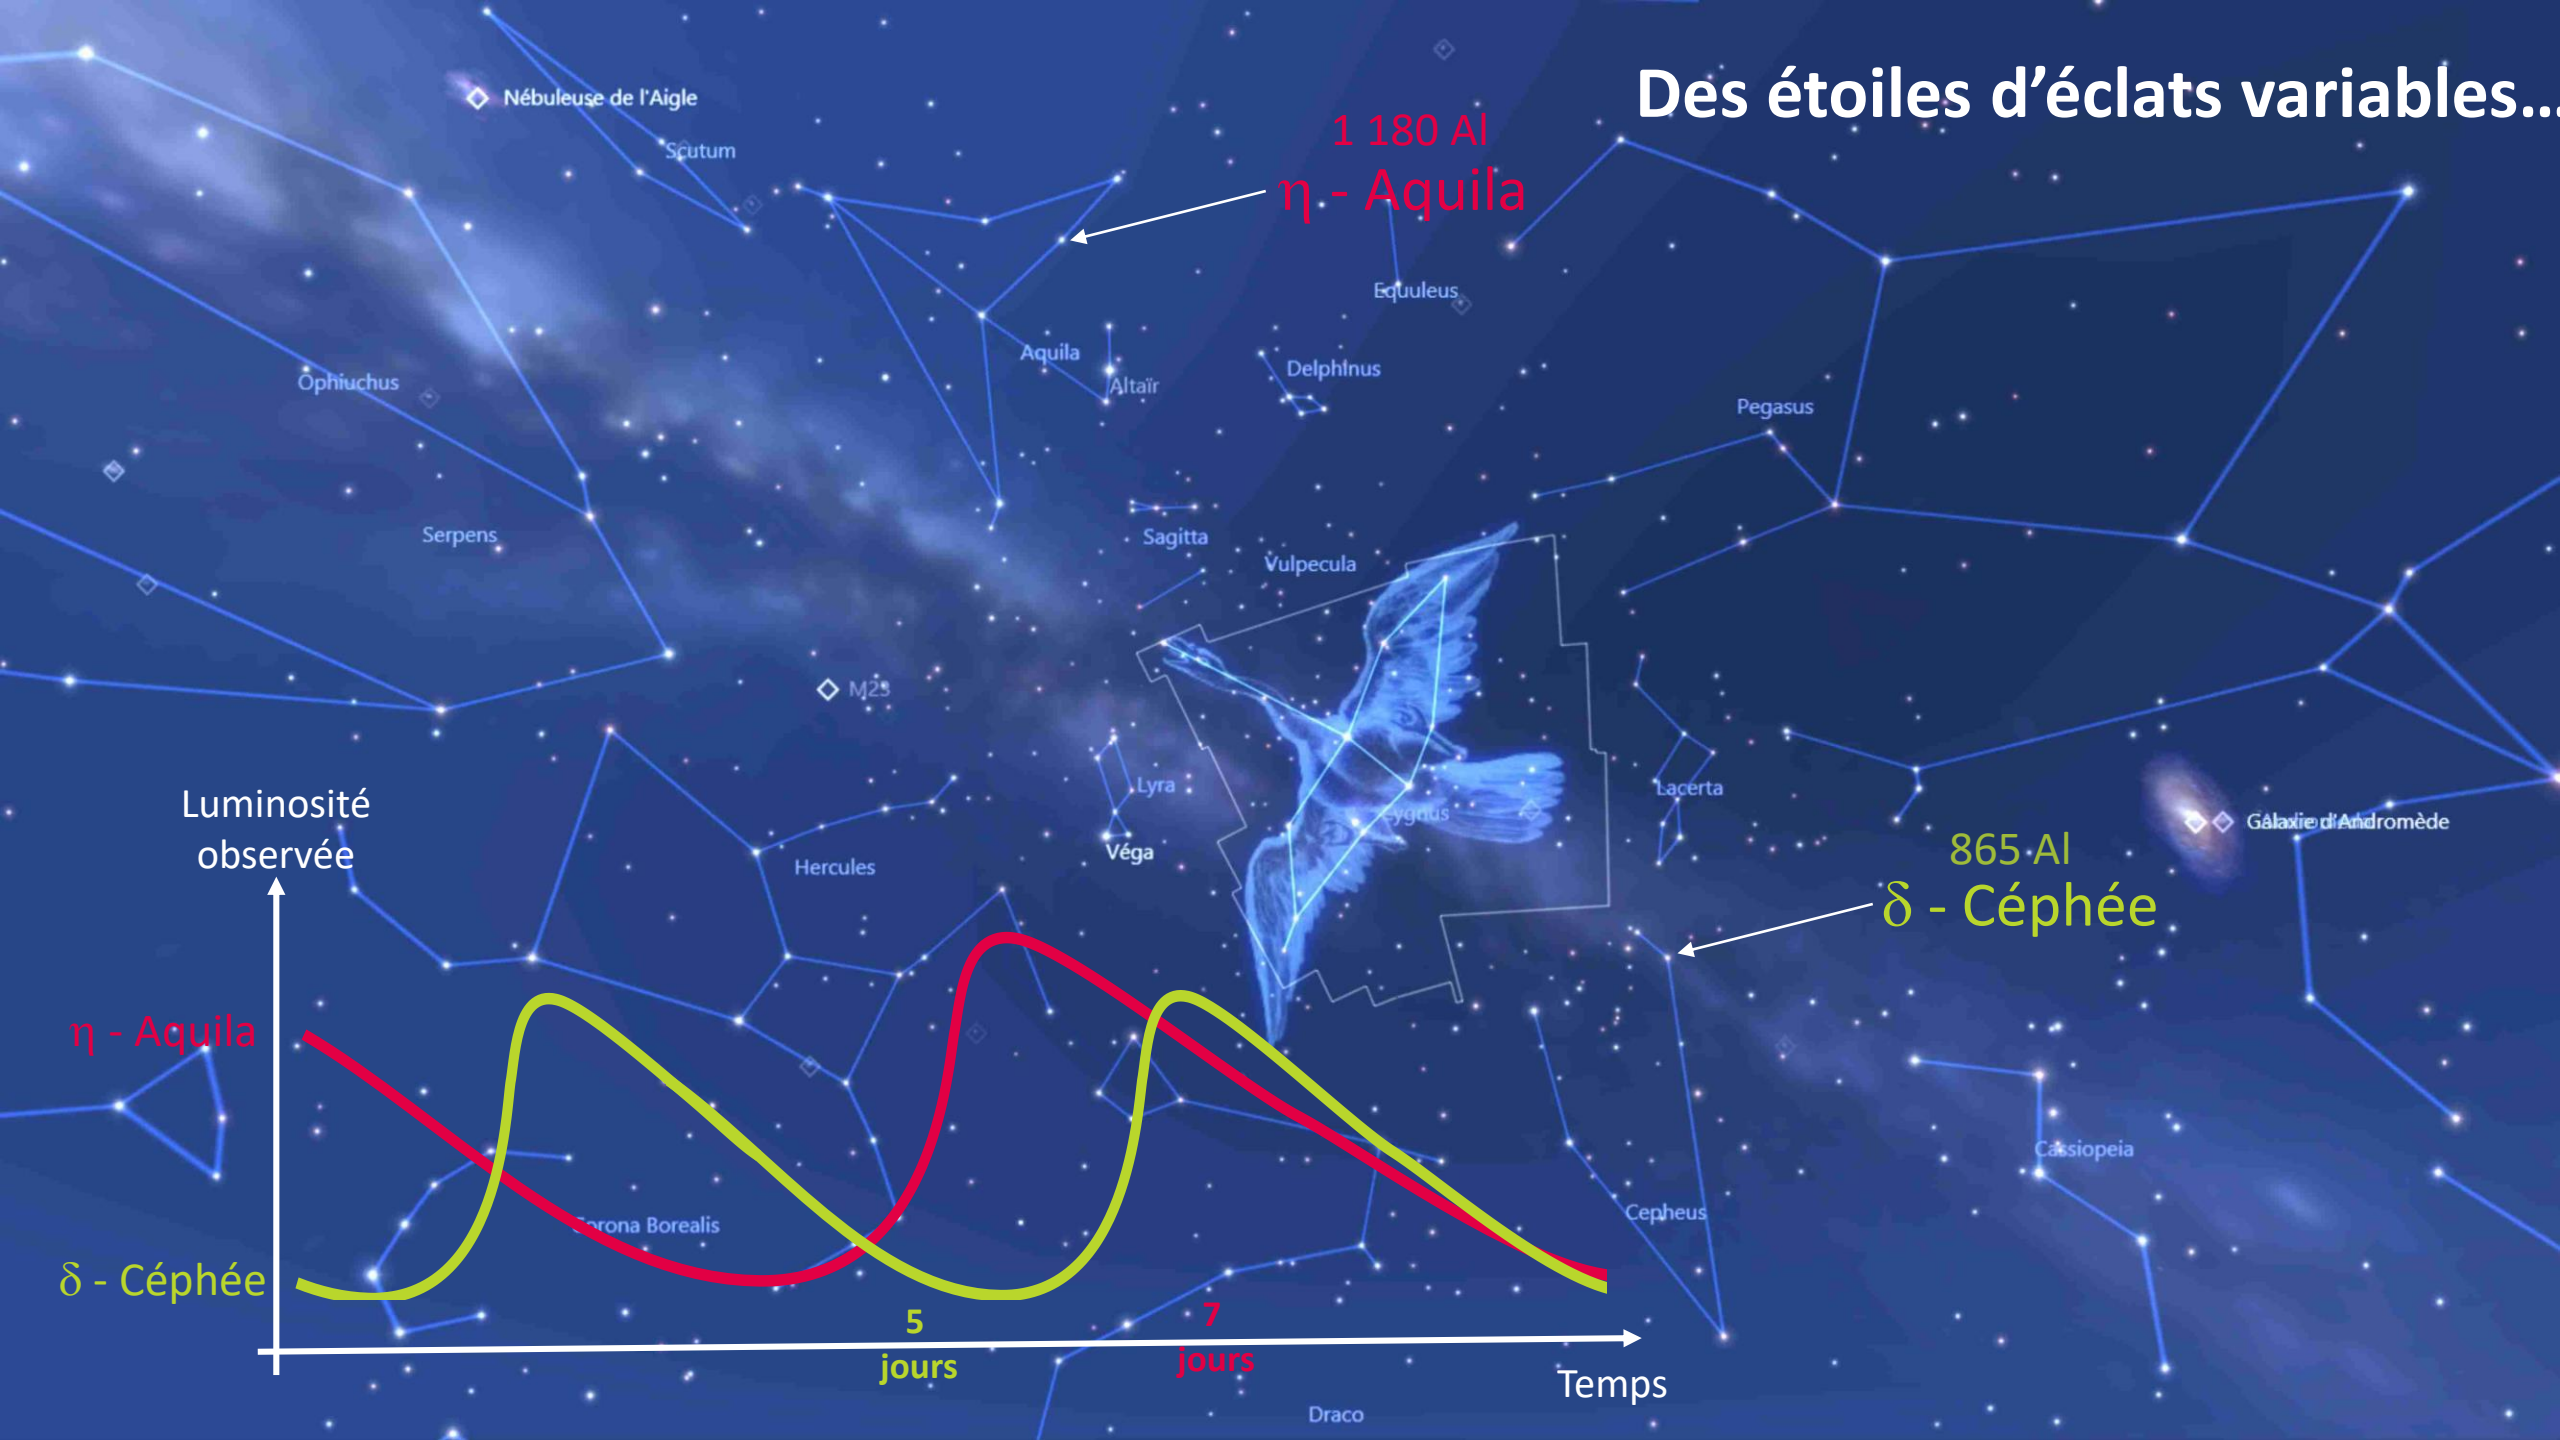 Des étoiles d’éclats variables…
Nébuleuse de l'Aigle
Scutum
1 180 Al
η - Aquila
Equuleus
Aquila
Altaïr
Delphinus
Ophiuchus
Pegasus
Serpens
Sagitta
Vulpecula
M23
Lyra
Lacerta
Cygnus
Galaxie d'Andromède
Véga
Hercules
865 Al
δ - Céphée
Luminosité
observée
η - Aquila
Corona Borealis
Cassiopeia
Cepheus
δ - Céphée
5
jours
7
jours
Temps
Draco